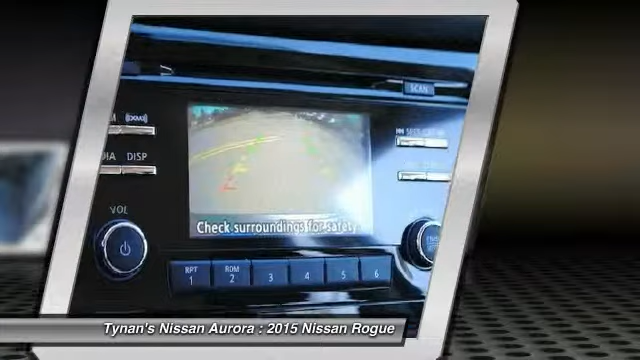 SCAN
DISP
VOL
Check surroundings for safety
RPT
1
RDM
2
3
4
5
6
Tynan's Nissan Aurora : 2015 Nissan Rogue